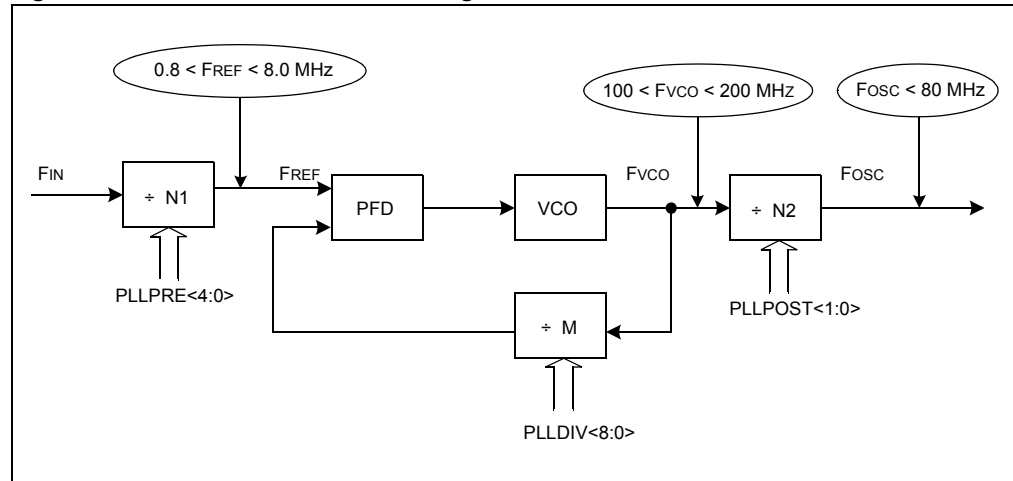 0.8 < FREF < 8.0 MHz
100 < FVCO < 200 MHz
FOSC < 80 MHz
FIN
÷ N1
FREF
PFD
VCO
FVCO
÷ N2
FOSC
PLLPRE<4:0>
÷ M
PLLPOST<1:0>
PLLDIV<8:0>